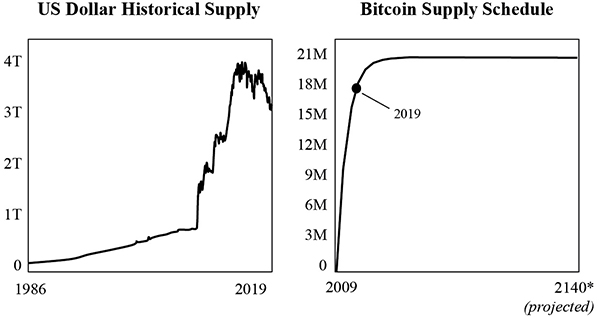 US Dollar Historical Supply
4T
3T
2T
1T
0
1986 2019
Bitcoin Supply Schedule
21M
18M
15M
12M
9M
6M
3M
0
2019
2009 2140*
(projected)